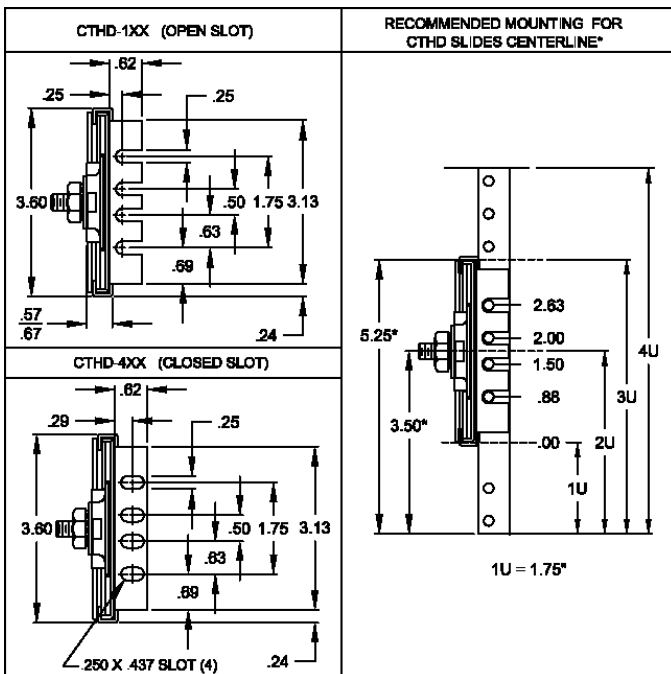 CTHD-1XX (OPEN SLOT)
.62
.25
.25
3.60
.50
1.75
3.13
.63
.69
.57
.67
.24
CTHD-4XX (CLOSED SLOT)
.62
.29
.25
3.60
.50
1.75
3.13
.63
.69
.250 X .437 SLOT (4)
.24
RECOMMENDED MOUNTING FOR
CTHD SLIDES CENTERLINE*
2.63
5.25*
2.00
4U
1.50
3U
.88
3.50*
2U
.00
1U
1U = 1.75"